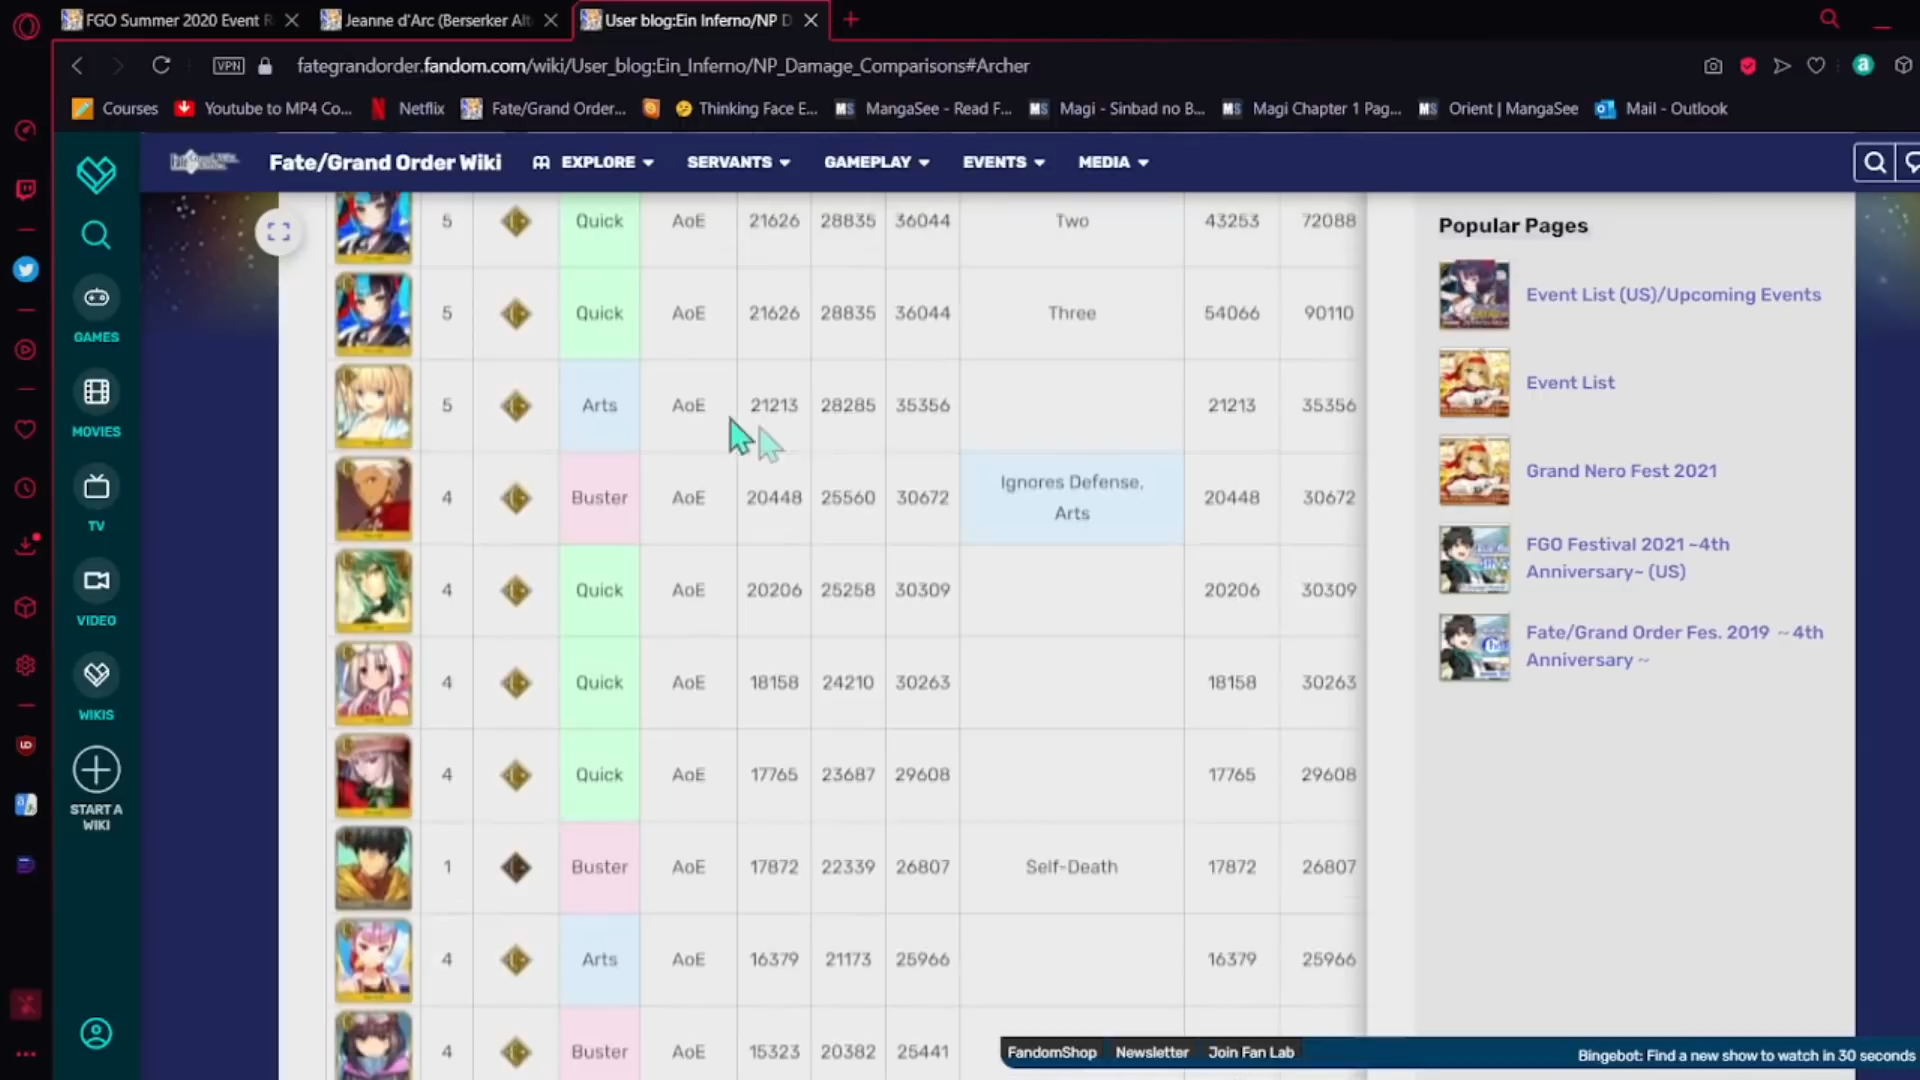 FGO Summer 2020 Event R
Jeanne d'Arc (Berserker Alt
User blog:Ein Inferno/NP D
VPN
fategrandorder.fandom.com/wiki/User_blog:Ein_Inferno/NP_Damage_Comparisons#Archer
Courses
Youtube to MP4 Co...
Netflix
Fate/Grand Order...
Thinking Face E...
MS MangaSee - Read F...
MS Magi - Sinbad no B...
MS Magi Chapter 1 Pag...
MS Orient | MangaSee
Mail - Outlook
Fate/Grand Order Wiki
EXPLORE
SERVANTS
GAMEPLAY
EVENTS
MEDIA
GAMES
MOVIES
TV
VIDEO
WIKIS
START A
WIKI
5 Quick AoE 21626 28835 36044 Two 43253 72088
5 Quick AoE 21626 28835 36044 Three 54066 90110
5 Arts AoE 21213 28285 35356 21213 35356
4 Buster AoE 20448 25560 30672 Ignores Defense, 20448 30672
Arts
4 Quick AoE 20206 25258 30309 20206 30309
4 Quick AoE 18158 24210 30263 18158 30263
4 Quick AoE 17765 23687 29608 17765 29608
1 Buster AoE 17872 22339 26807 Self-Death 17872 26807
4 Arts AoE 16379 21173 25966 16379 25966
4 Buster AoE 15323 20382 25441
Popular Pages
Event List (US)/Upcoming Events
Event List
Grand Nero Fest 2021
FGO Festival 2021 ~4th
Anniversary~ (US)
Fate/Grand Order Fes. 2019 ～4th
Anniversary～
FandomShop
Newsletter
Join Fan Lab
Bingebot: Find a new show to watch in 30 seconds